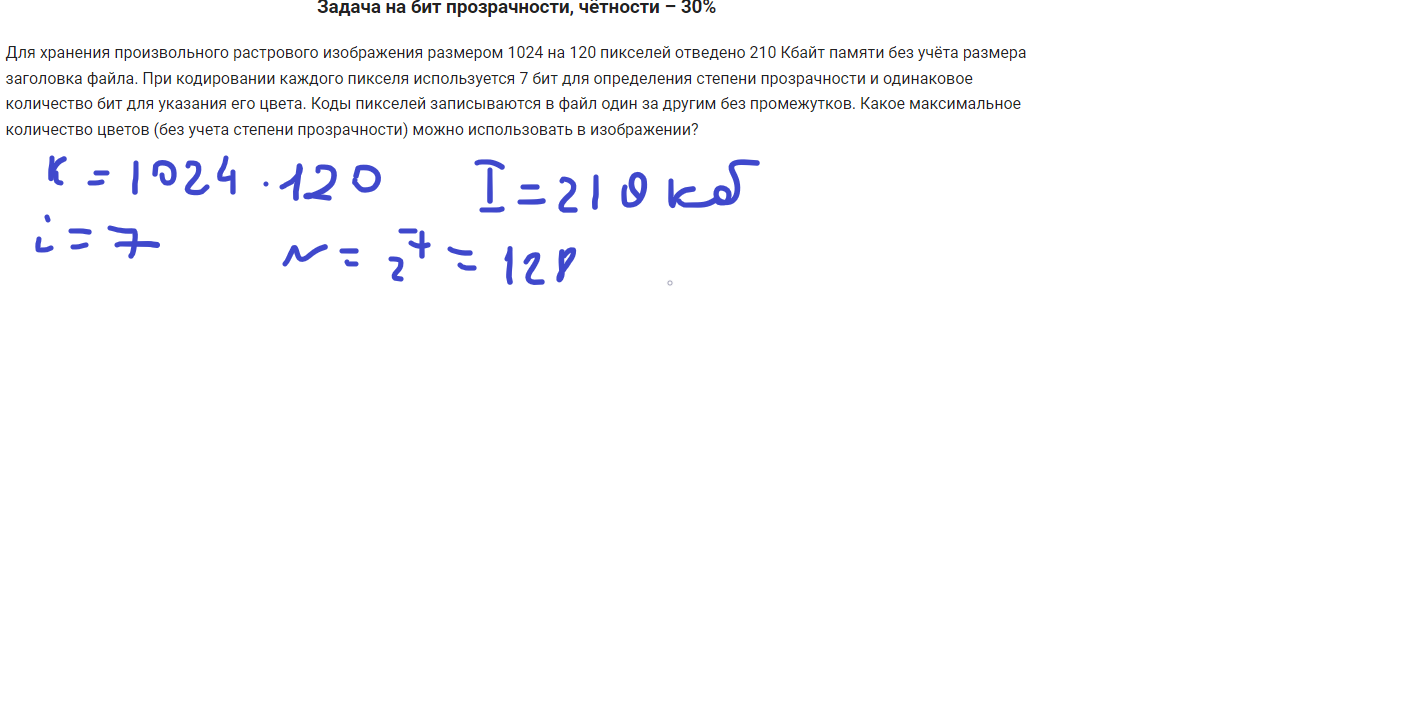 Задача на бит прозрачности, чётности – 30%
Для хранения произвольного растрового изображения размером 1024 на 120 пикселей отведено 210 Кбайт памяти без учёта размера
заголовка файла. При кодировании каждого пикселя используется 7 бит для определения степени прозрачности и одинаковое
количество бит для указания его цвета. Коды пикселей записываются в файл один за другим без промежутков. Какое максимальное
количество цветов (без учета степени прозрачности) можно использовать в изображении?
K = 1024 · 120 I = 210 кб
i = 7 N = 2^7 = 128